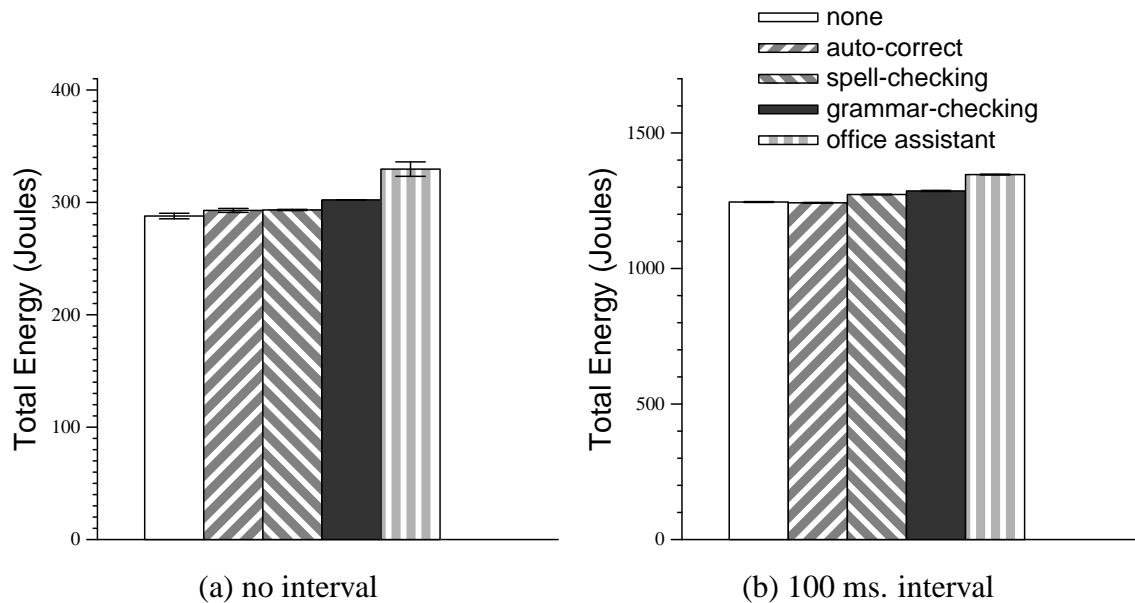 none
auto-correct
spell-checking
grammar-checking
office assistant
Total Energy (Joules)
400
300
200
100
0
(a) no interval
Total Energy (Joules)
1500
1000
500
0
(b) 100 ms. interval